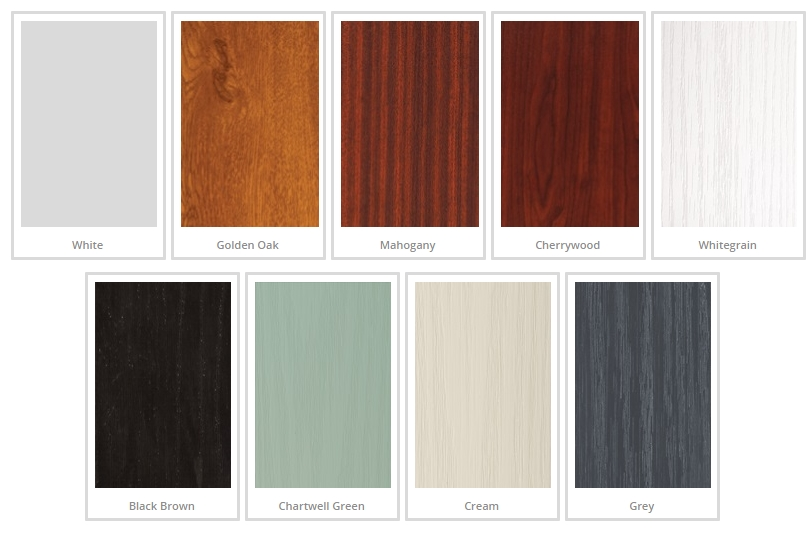 White
Golden Oak
Mahogany
Cherrywood
Whitegrain
Black Brown
Chartwell Green
Cream
Grey